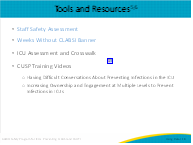 Tools and Resources
Staff Safety Assessment
Weeks Without CLABSI Banner
ICU Assessment and Crosswalk
CUSP Training Videos
Having Difficult Conversations About Preventing Infections in the ICU
Increasing Ownership and Engagement at Multiple Levels to Prevent
Infections in ICUs